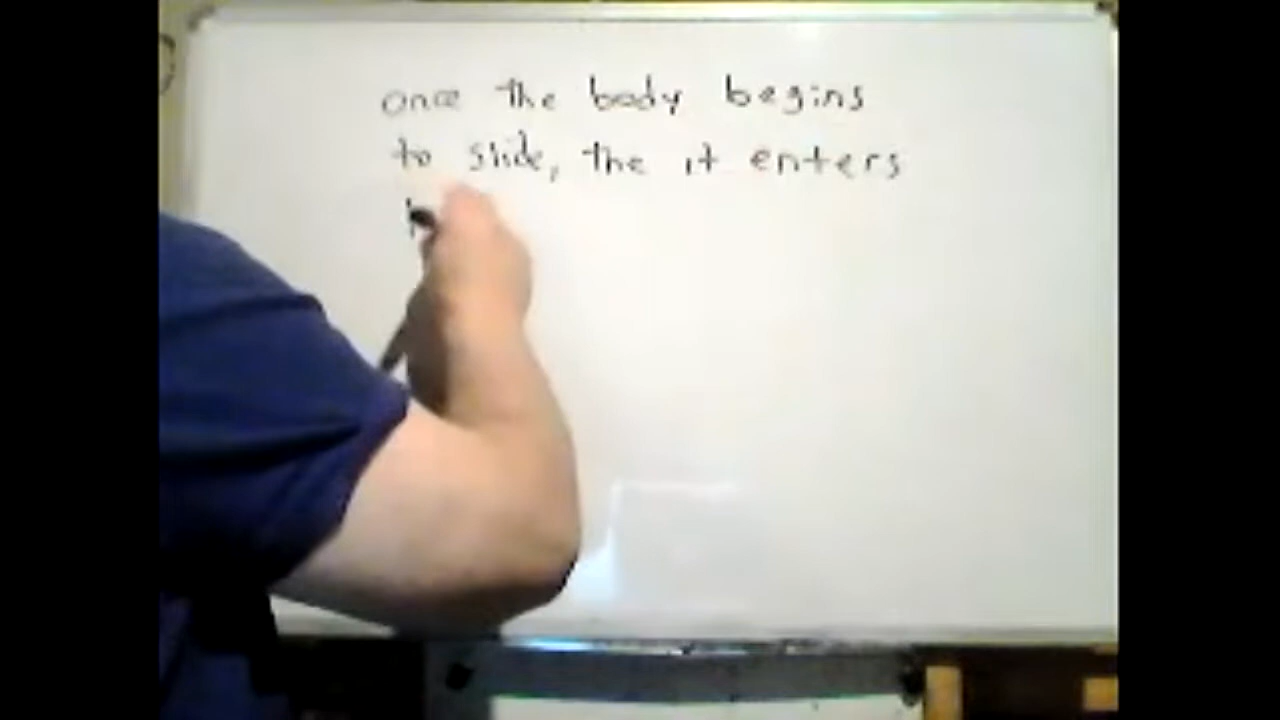 once the body begins
to slide, the it enters